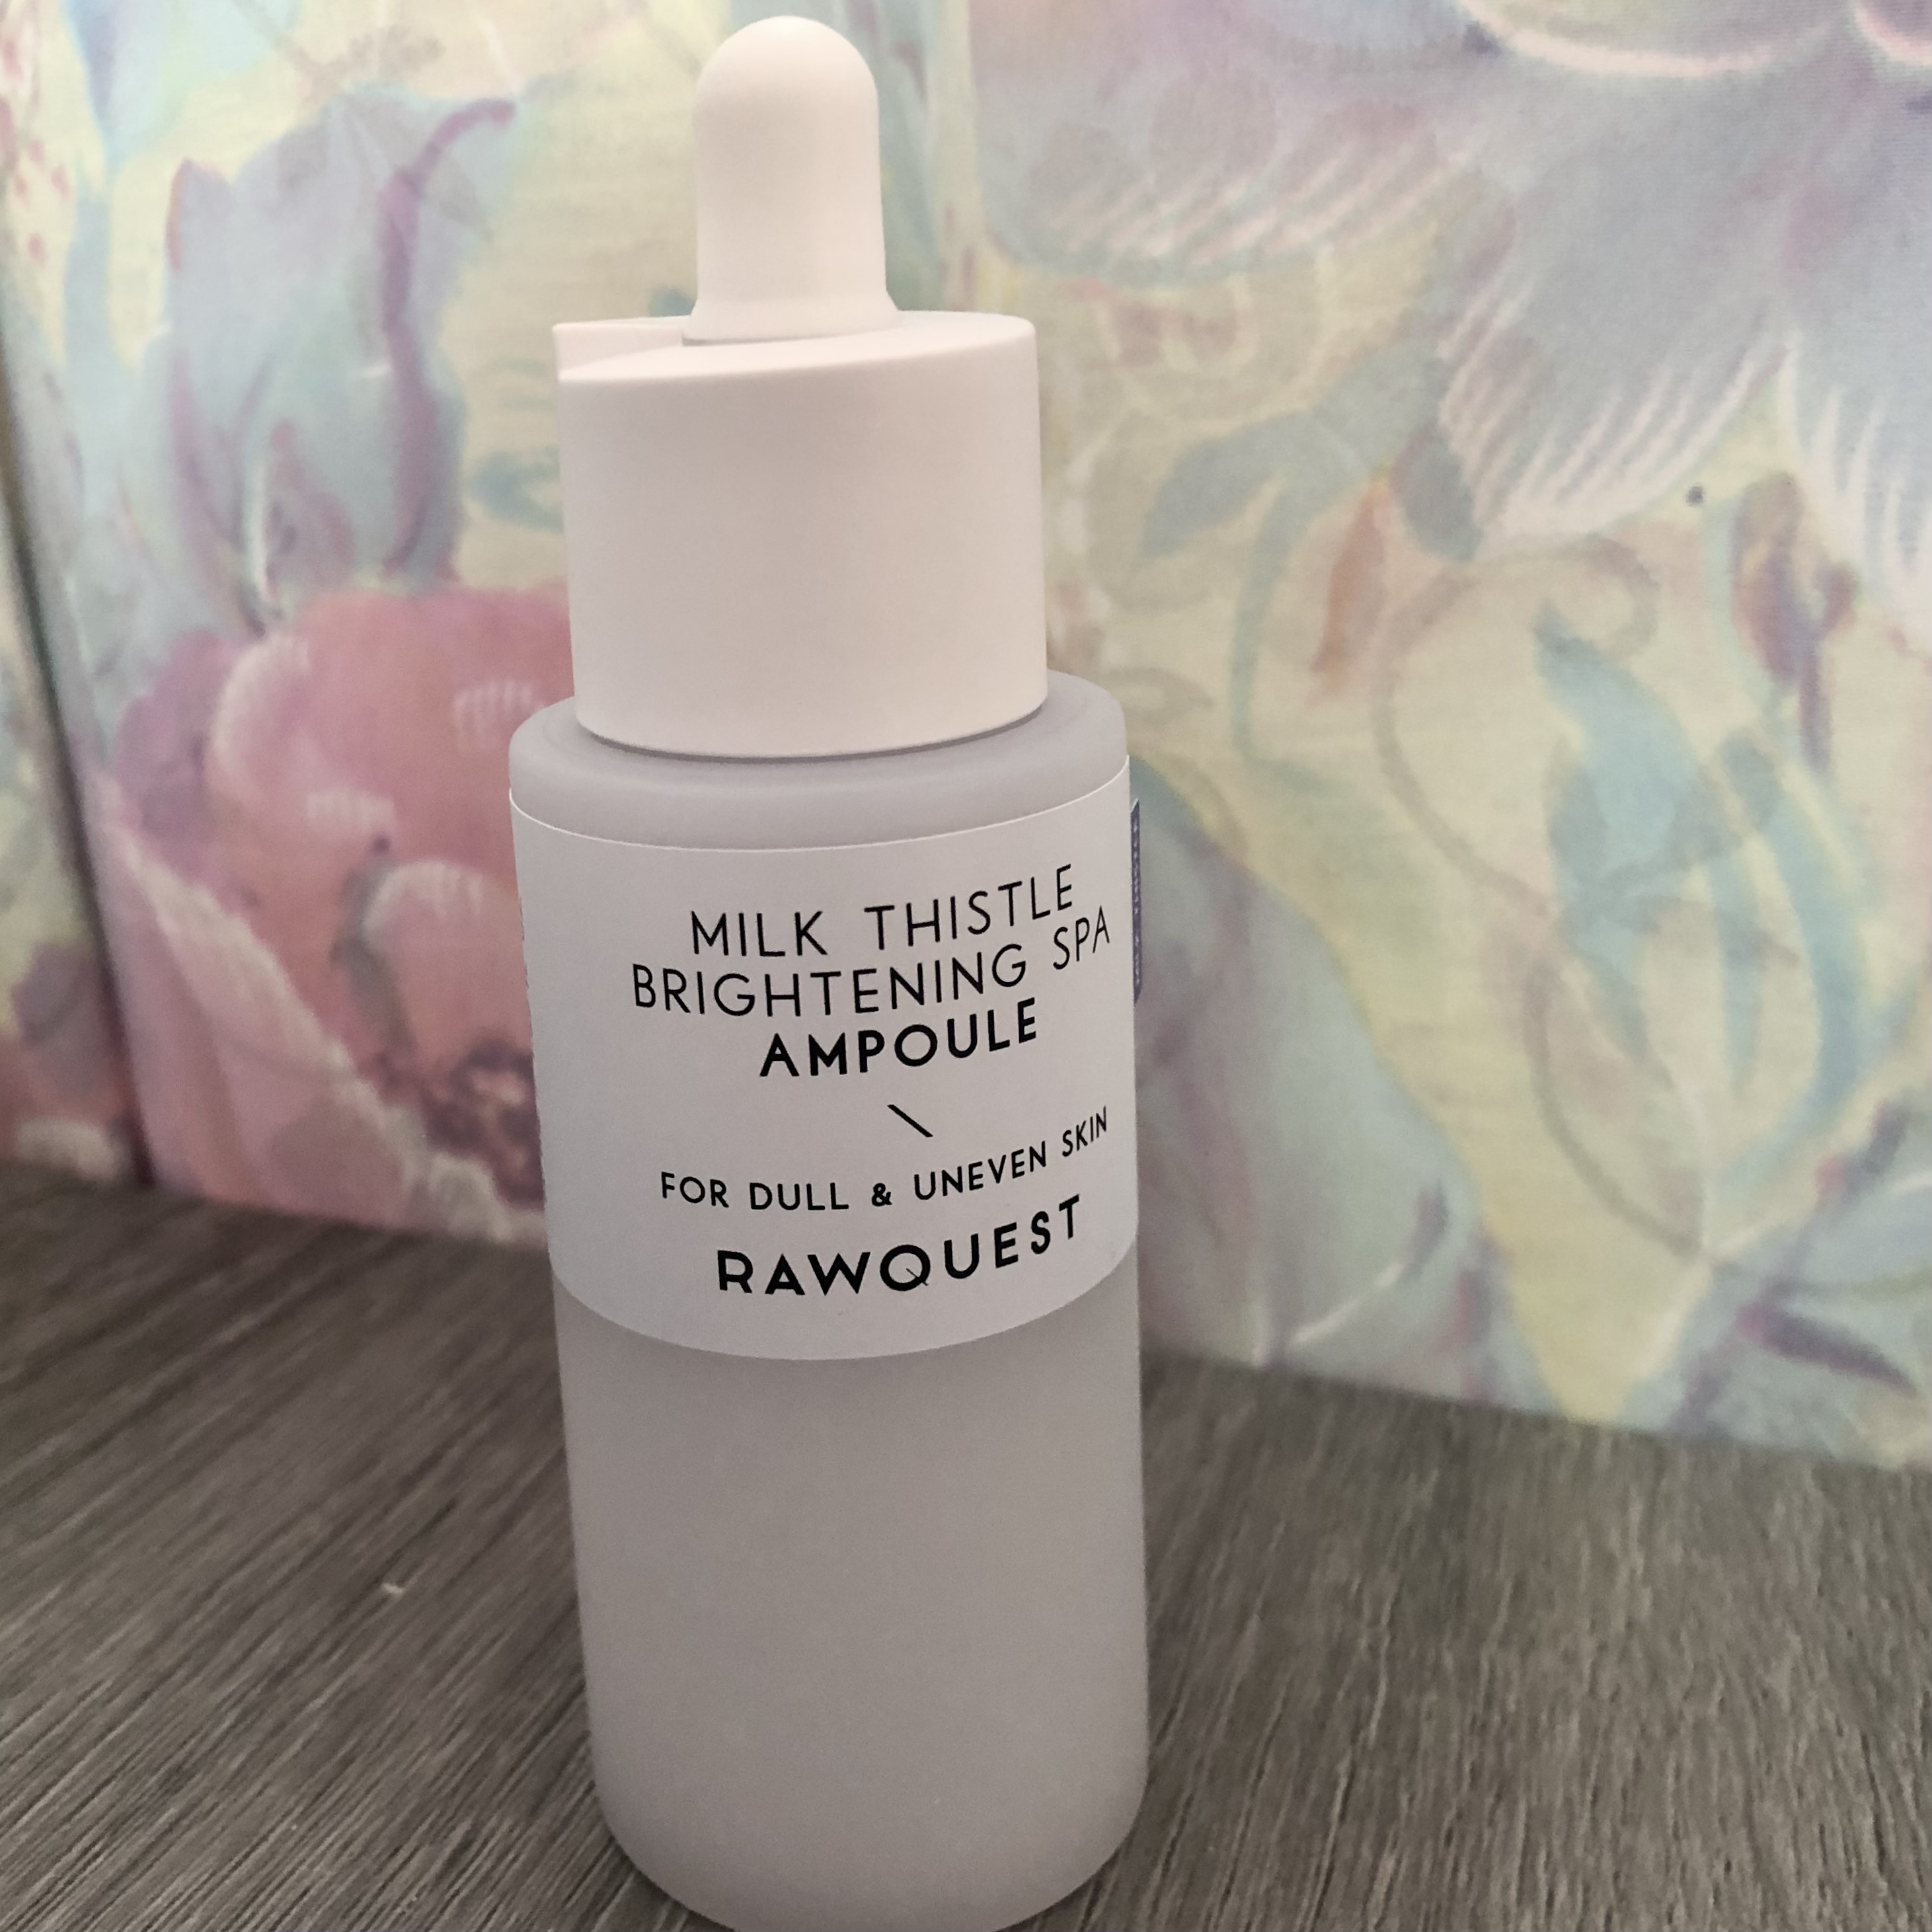 MILK THISTLE
BRIGHTENING SPA
AMPOULE
\
FOR DULL & UNEVEN SKIN
RAWQUEST